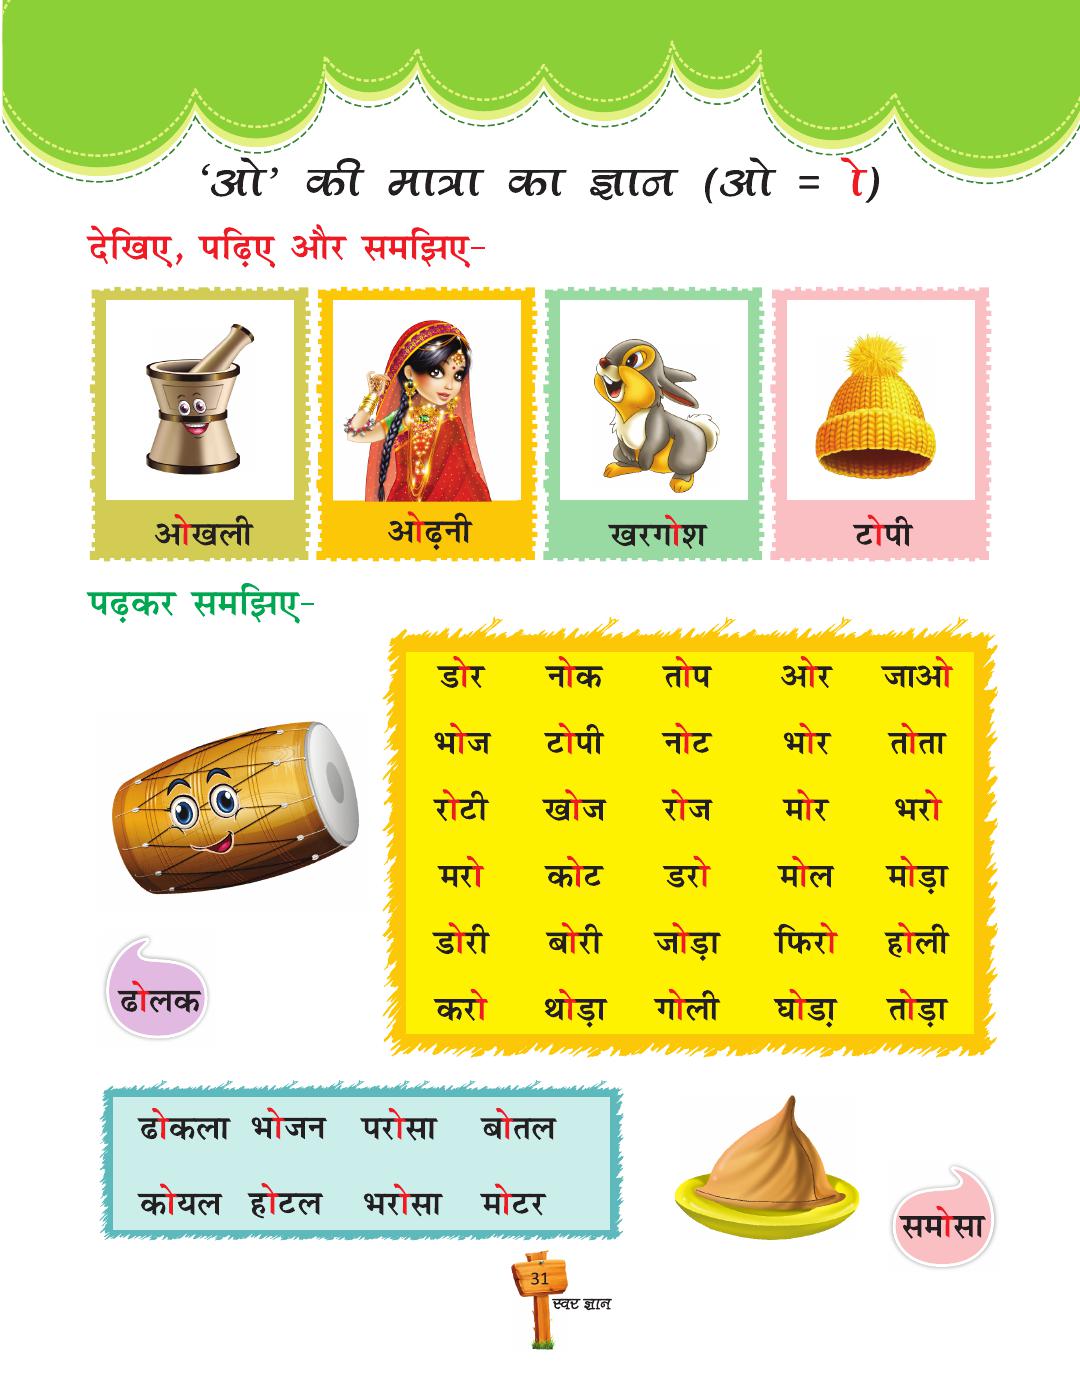 ‘ओ’ की मात्रा का ज्ञान (ओ = ो)
देखिए, पढ़िए और समझिए-
ओखली ओढ़नी खरगोश टोपी
पढ़कर समझिए-
डोर नोक तोप ओर जाओ
भोज टोपी नोट भोर तोता
रोटी खोज रोज मोर भरो
मरो कोट डरो मोल मोड़ा
डोरी बोरी जोड़ा फिरो होली
करो थोड़ा गोली घोड़ा तोड़ा
ढोलक
ढोकला भोजन परोसा बोतल
कोयल होटल भरोसा मोटर
समोसा
31
स्वर ज्ञान